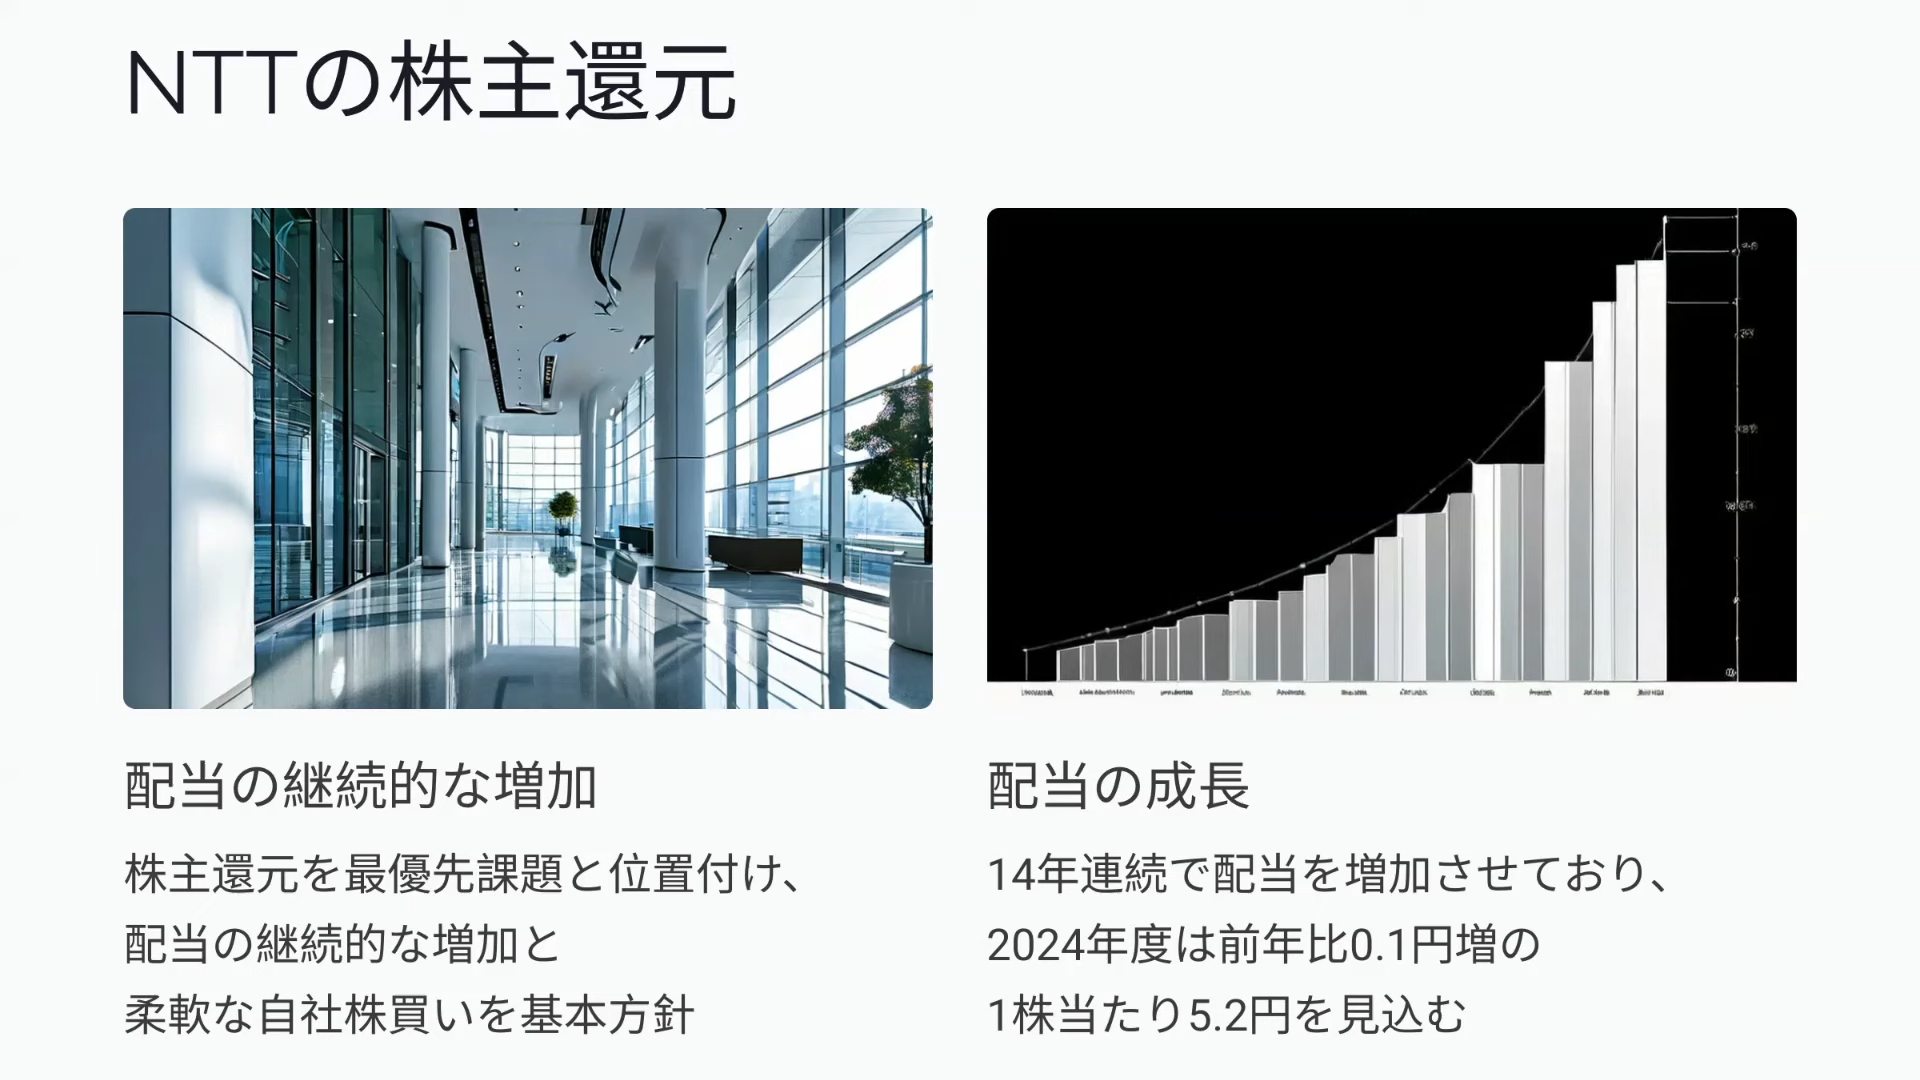 NTTの株主還元
配当の継続的な増加
株主還元を最優先課題と位置付け、
配当の継続的な増加と
柔軟な自社株買いを基本方針
配当の成長
14年連続で配当を増加させており、
2024年度は前年比0.1円増の
1株当たり5.2円を見込む